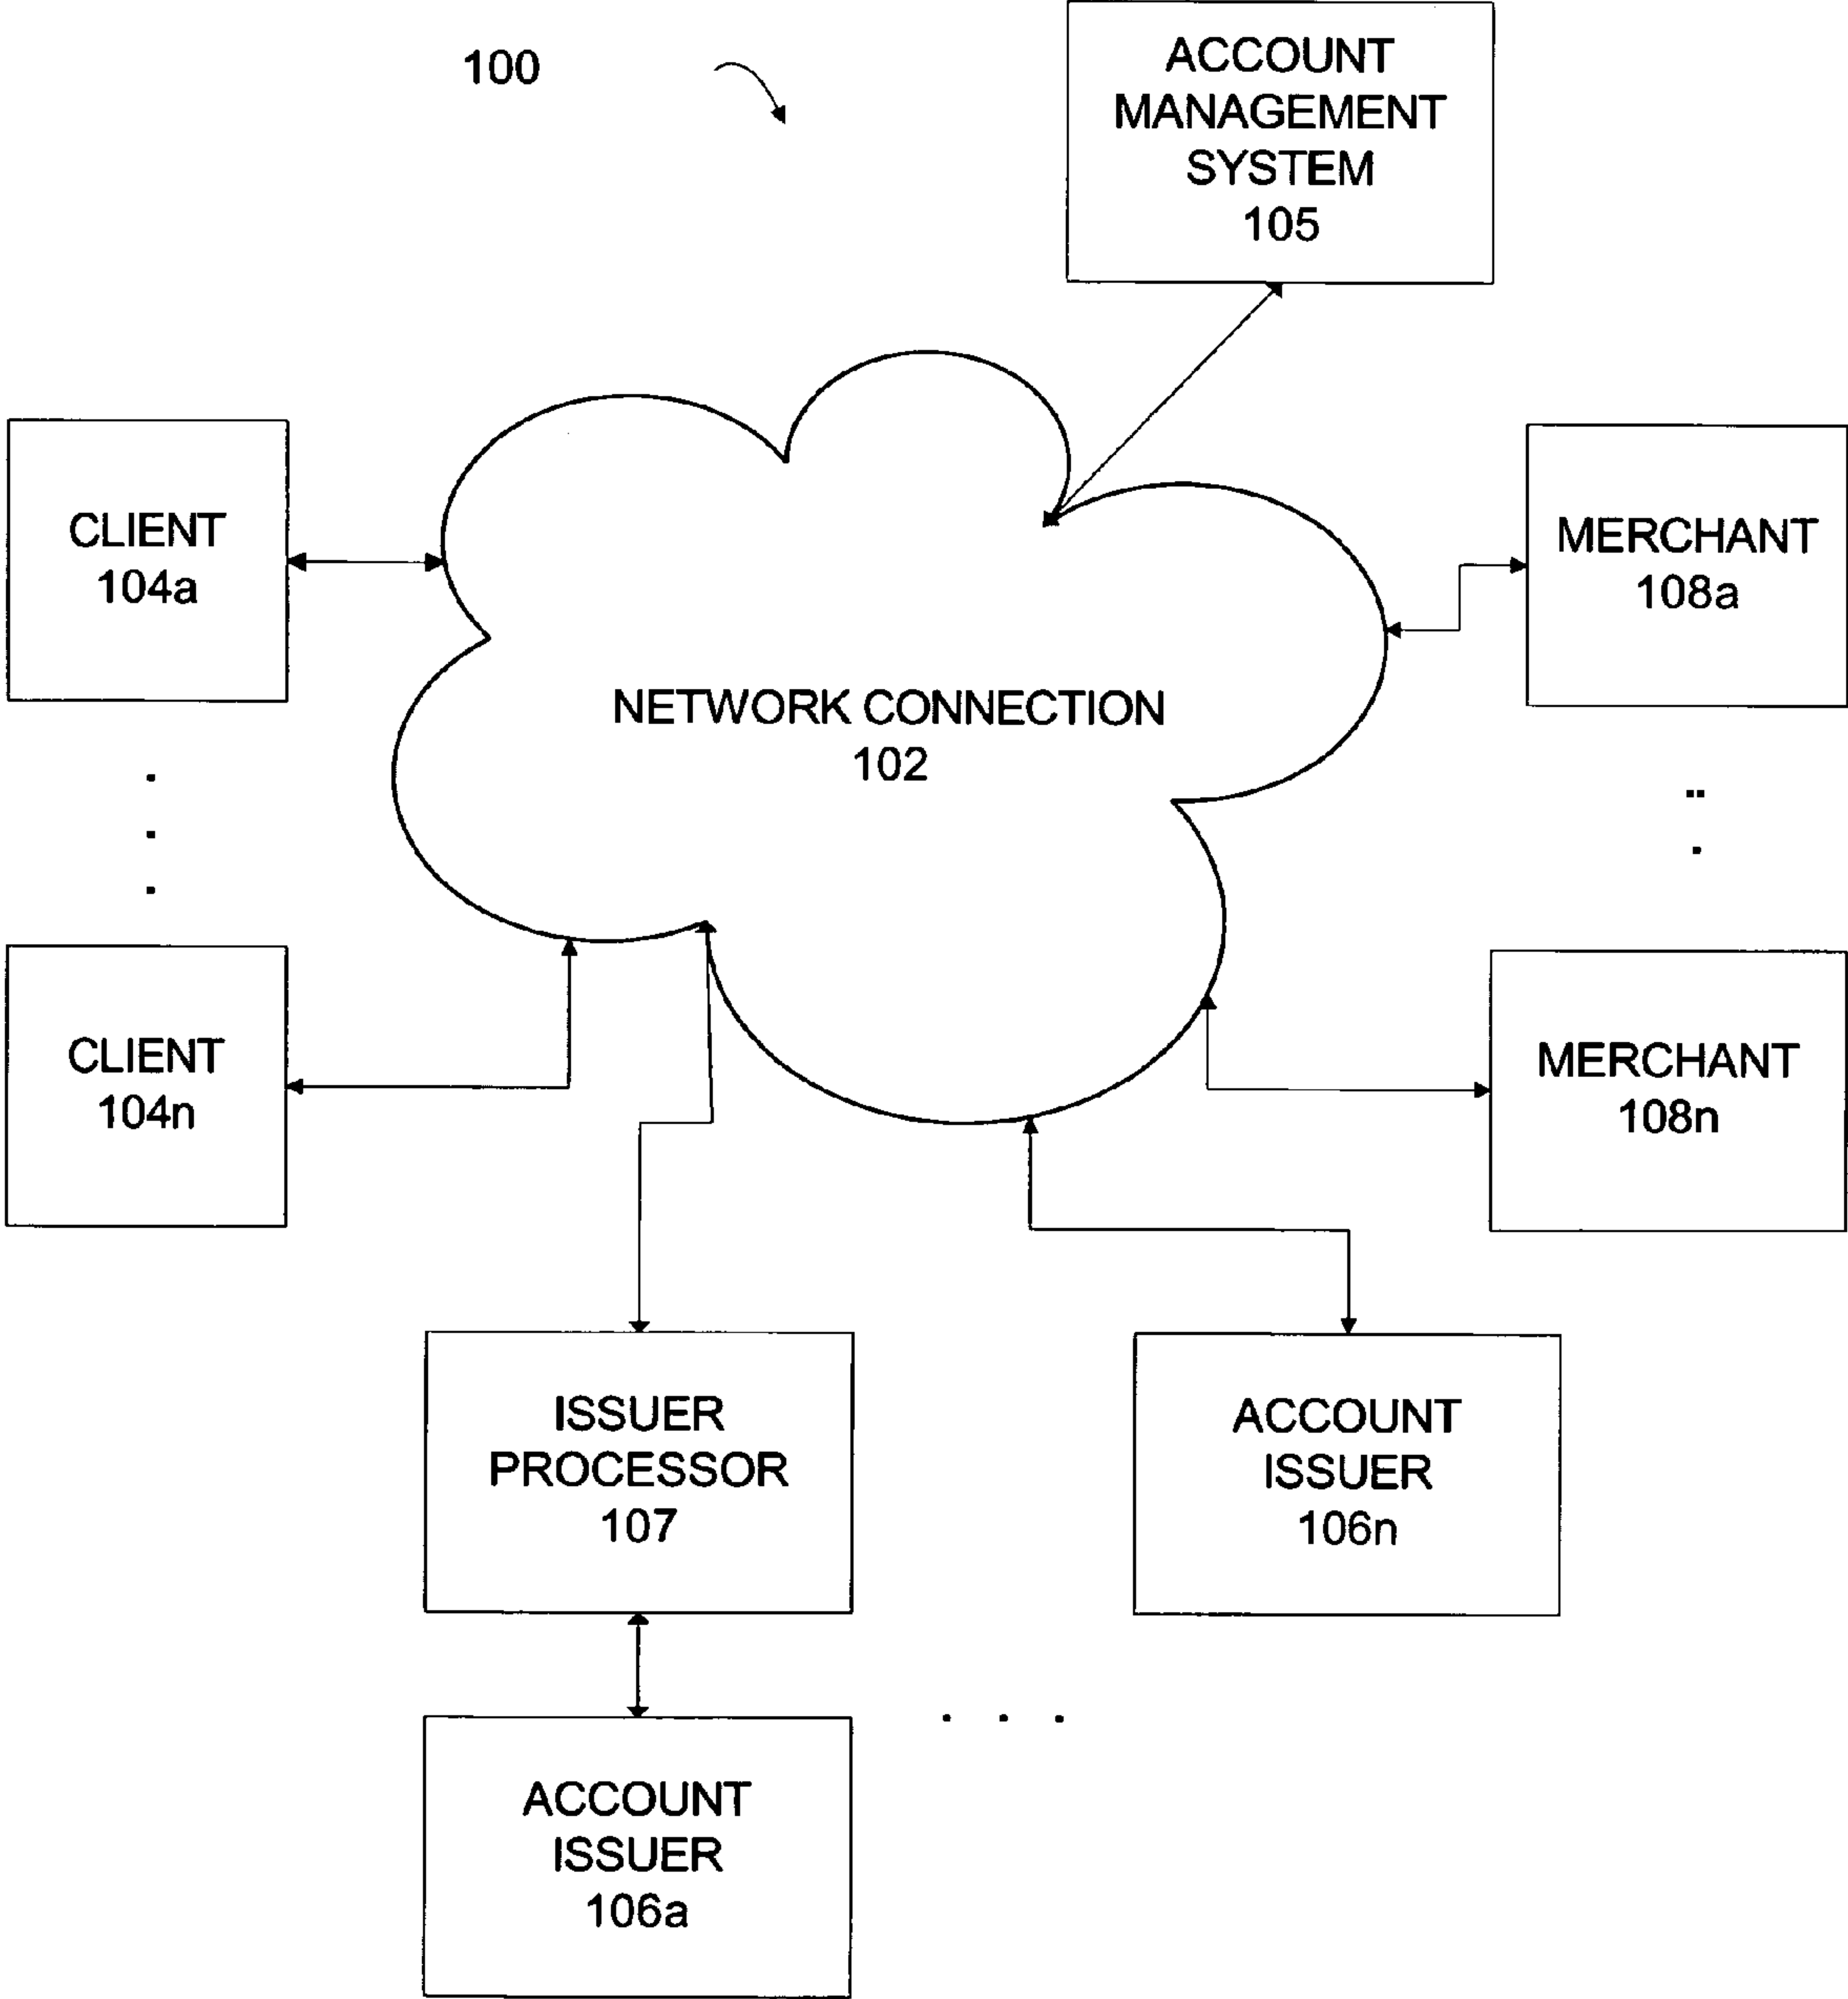 100
ACCOUNT
MANAGEMENT
SYSTEM
105
CLIENT
104a
MERCHANT
108a
NETWORK CONNECTION
102
CLIENT
104n
MERCHANT
108n
ISSUER
PROCESSOR
107
ACCOUNT
ISSUER
106n
ACCOUNT
ISSUER
106a